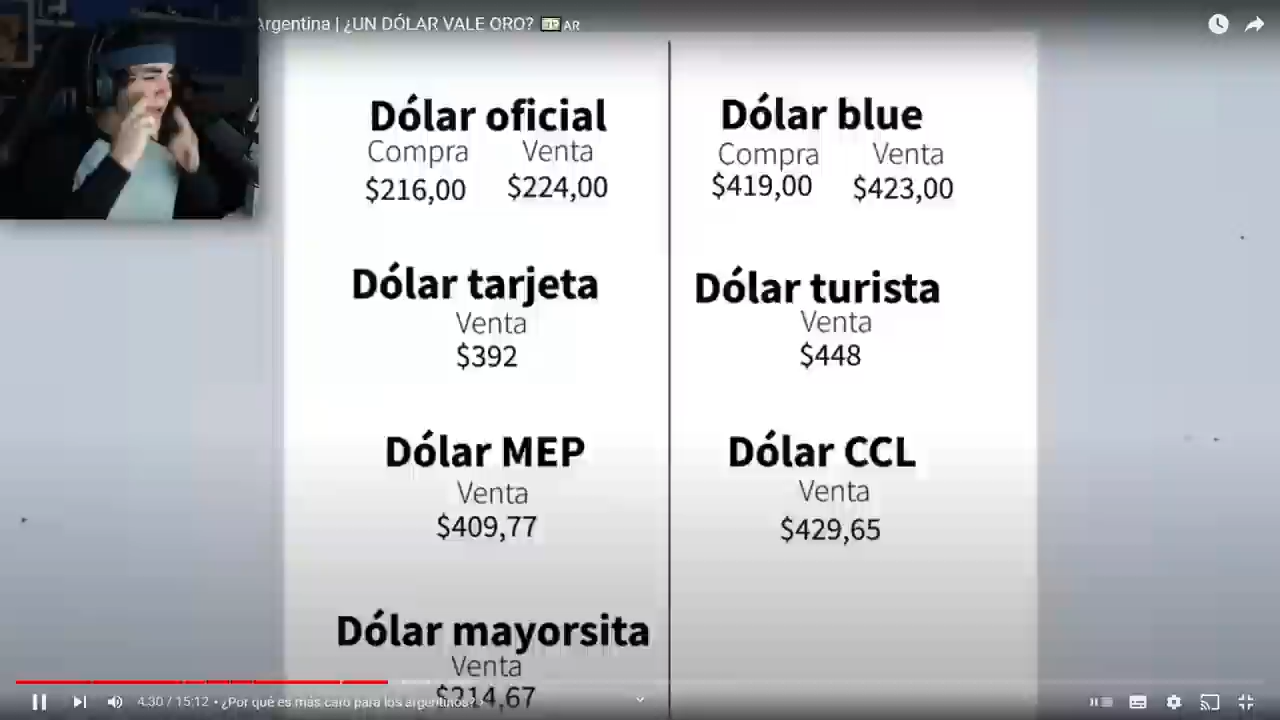 Argentina | ¿UN DÓLAR VALE ORO? 💵 AR
Dólar oficial
Compra Venta
$216,00 $224,00
Dólar blue
Compra Venta
$419,00 $423,00
Dólar tarjeta
Venta
$392
Dólar turista
Venta
$448
Dólar MEP
Venta
$409,77
Dólar CCL
Venta
$429,65
Dólar mayorsita
Venta
$214,67
4:30 / 15:12 • ¿Por qué es más caro para los argentinos? >